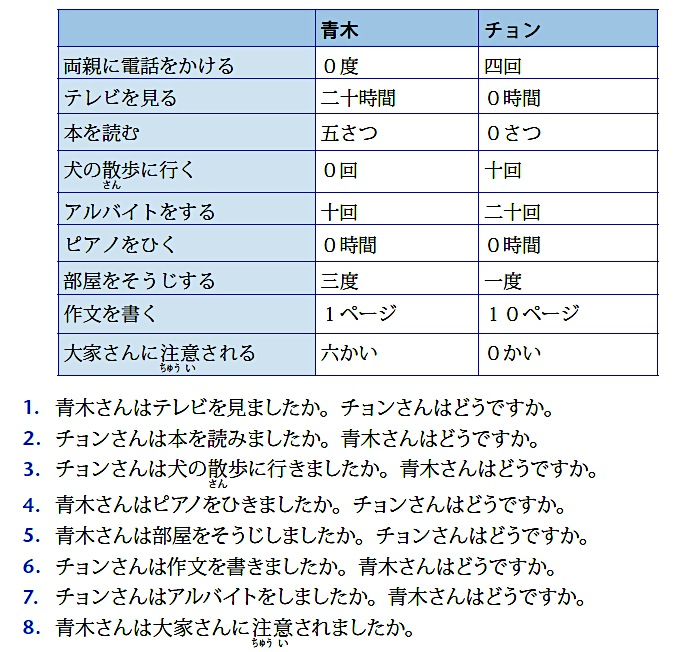 青木 チョン
両親に電話をかける ０度 四回
テレビを見る 二十時間 ０時間
本を読む 五さつ ０さつ
犬の散歩に行く ０回 十回
さん
アルバイトをする 十回 二十回
ピアノをひく ０時間 ０時間
部屋をそうじする 三度 一度
作文を書く １ページ １０ページ
大家さんに注意される 六かい ０かい
ちゅう い
1. 青木さんはテレビを見ましたか。チョンさんはどうですか。
2. チョンさんは本を読みましたか。青木さんはどうですか。
3. チョンさんは犬の散歩に行きましたか。青木さんはどうですか。
さん
4. 青木さんはピアノをひきましたか。チョンさんはどうですか。
5. 青木さんは部屋をそうじしましたか。チョンさんはどうですか。
6. チョンさんは作文を書きましたか。青木さんはどうですか。
7. チョンさんはアルバイトをしましたか。青木さんはどうですか。
8. 青木さんは大家さんに注意されましたか。
ちゅう い